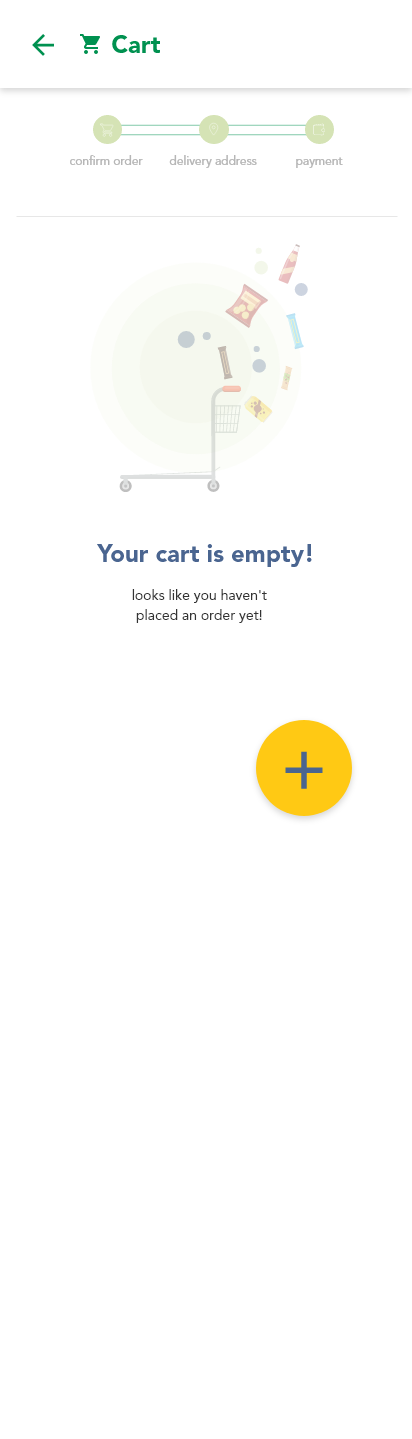 Cart
confirm order delivery address payment
Your cart is empty!
looks like you haven't
placed an order yet!